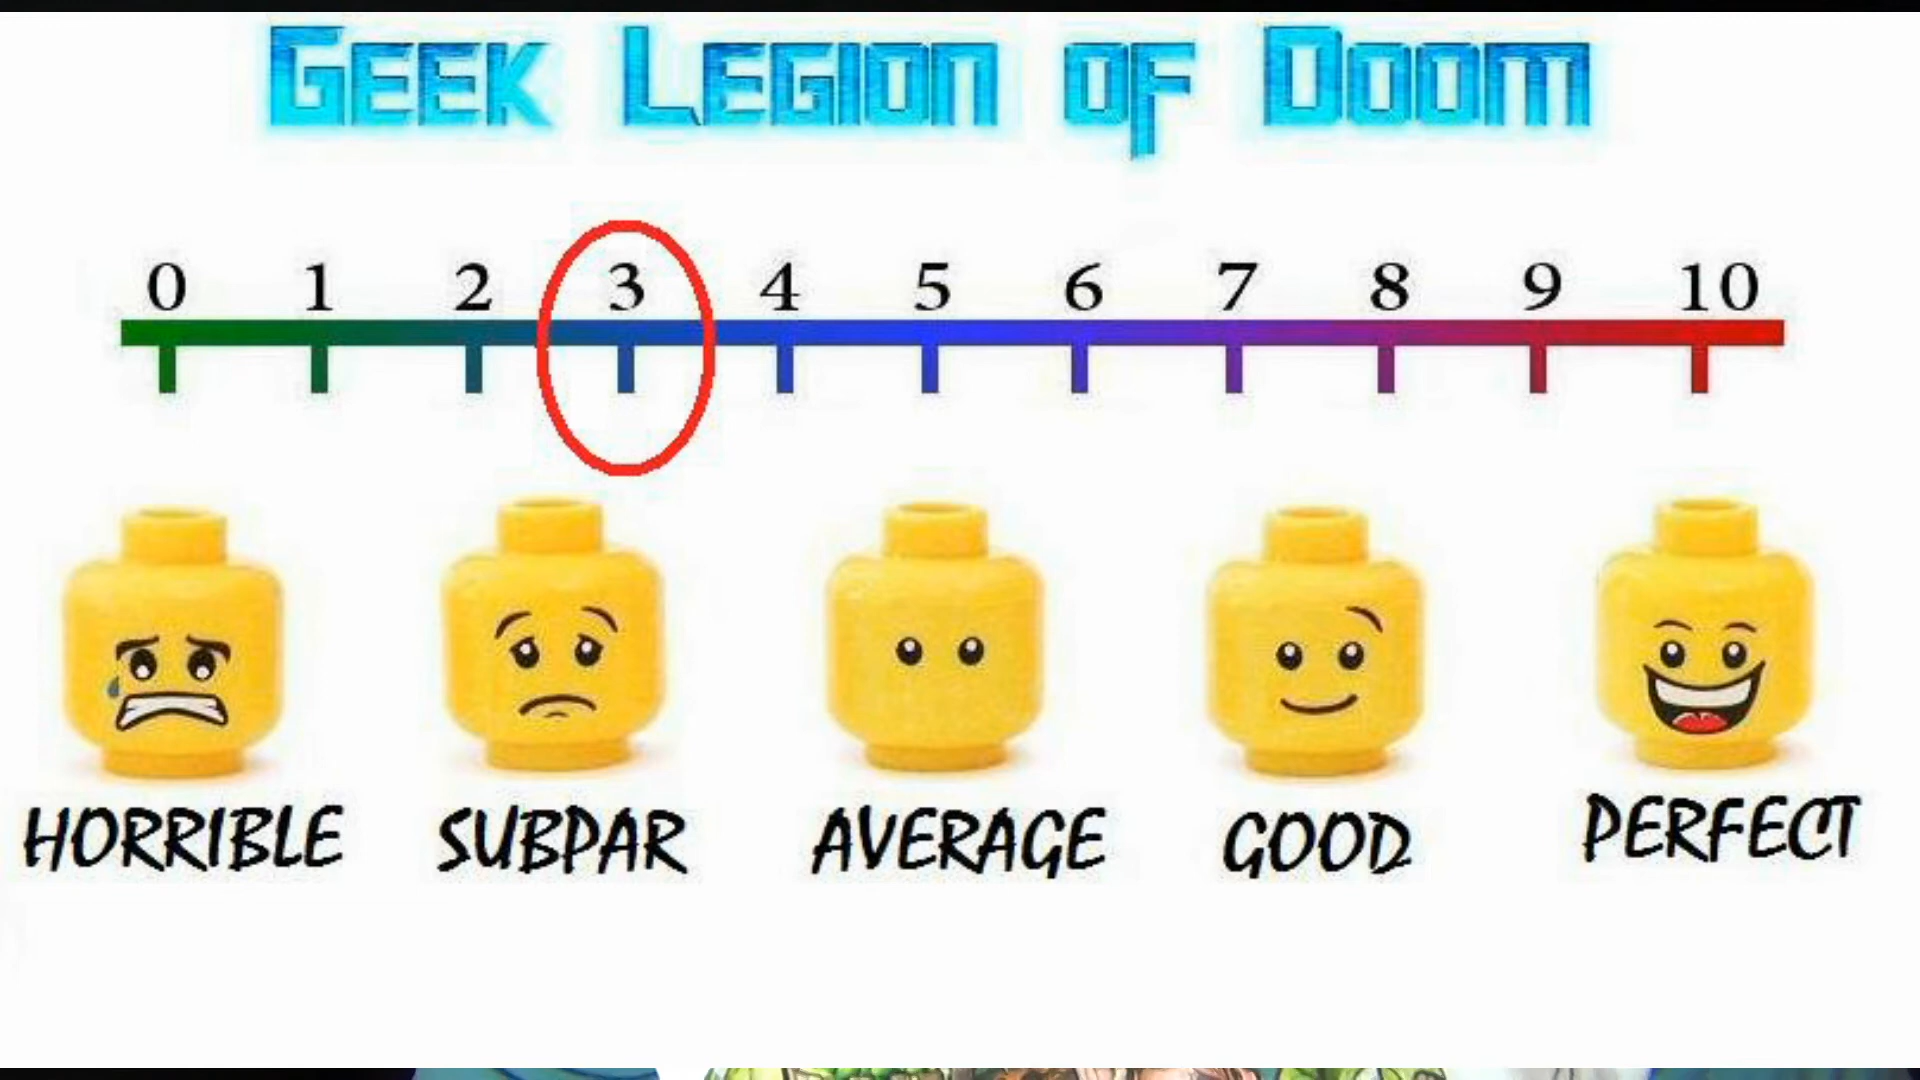 GEEK LEGION OF DOOM
0 1 2 3 4 5 6 7 8 9 10
HORRIBLE SUBPAR AVERAGE GOOD PERFECT